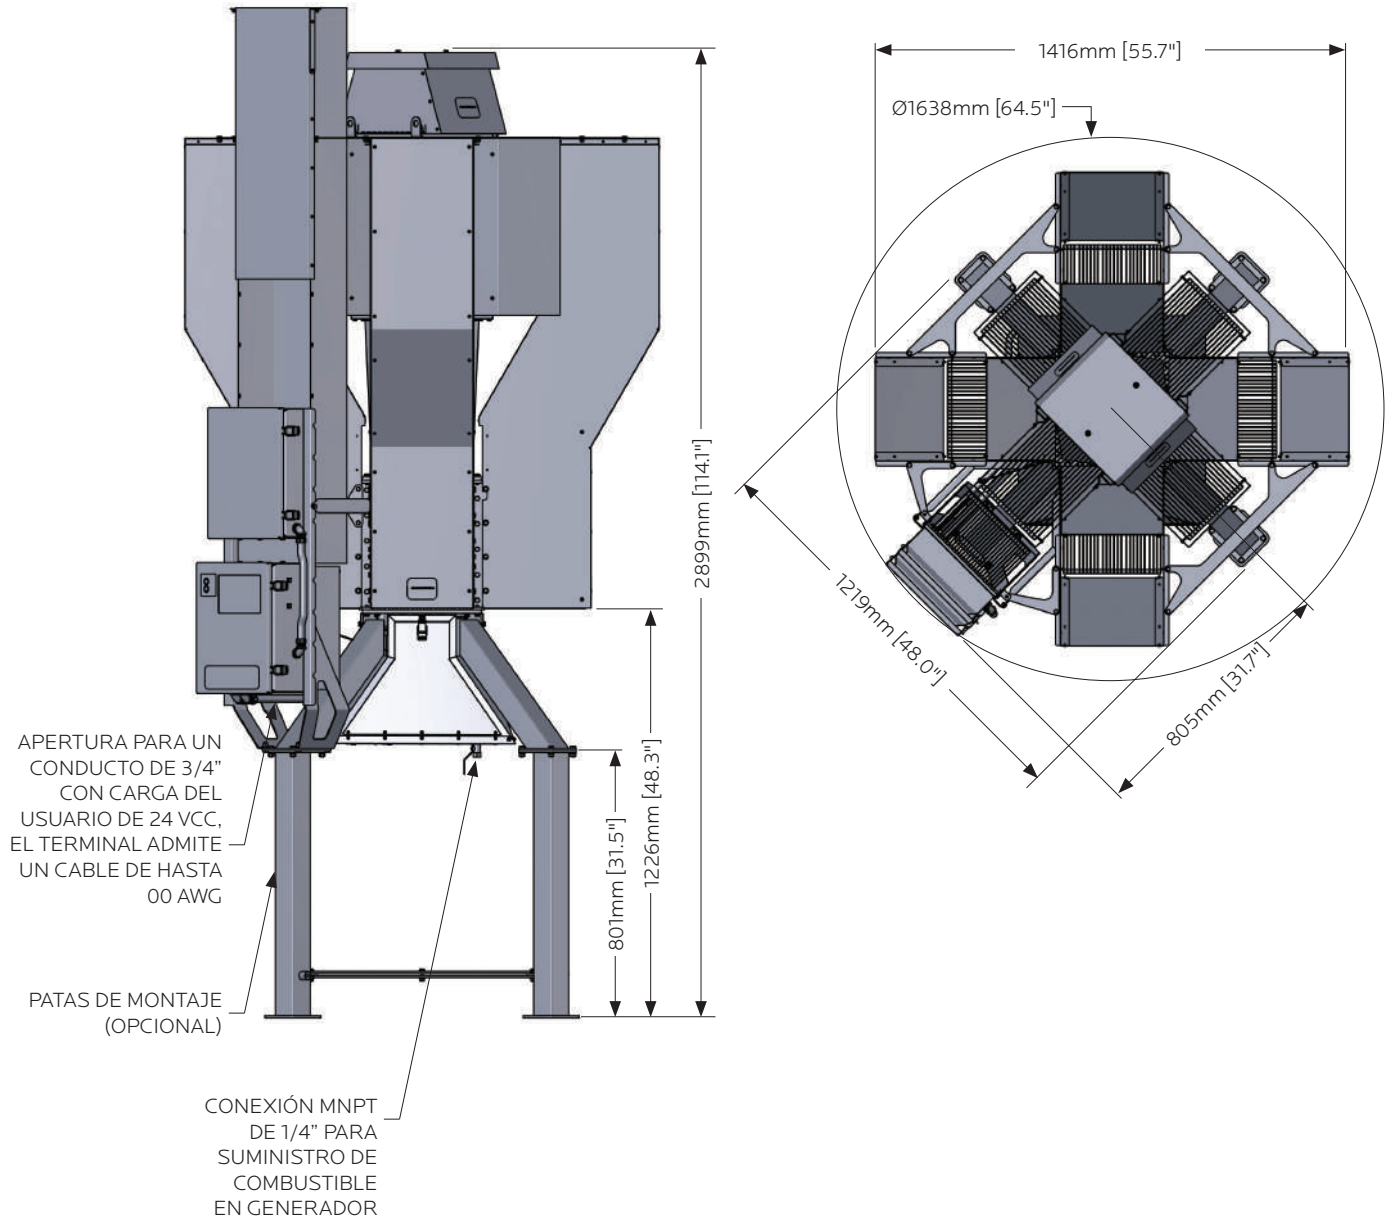 1416mm [55.7"]
Ø1638mm [64.5"]
2899mm [114.1"]
1219mm [48.0"]
805mm [31.7"]
1226mm [48.3"]
801mm [31.5"]
APERTURA PARA UN
CONDUCTO DE 3/4”
CON CARGA DEL
USUARIO DE 24 VCC,
EL TERMINAL ADMITE
UN CABLE DE HASTA
00 AWG
PATAS DE MONTAJE
(OPCIONAL)
CONEXIÓN MNPT
DE 1/4” PARA
SUMINISTRO DE
COMBUSTIBLE
EN GENERADOR